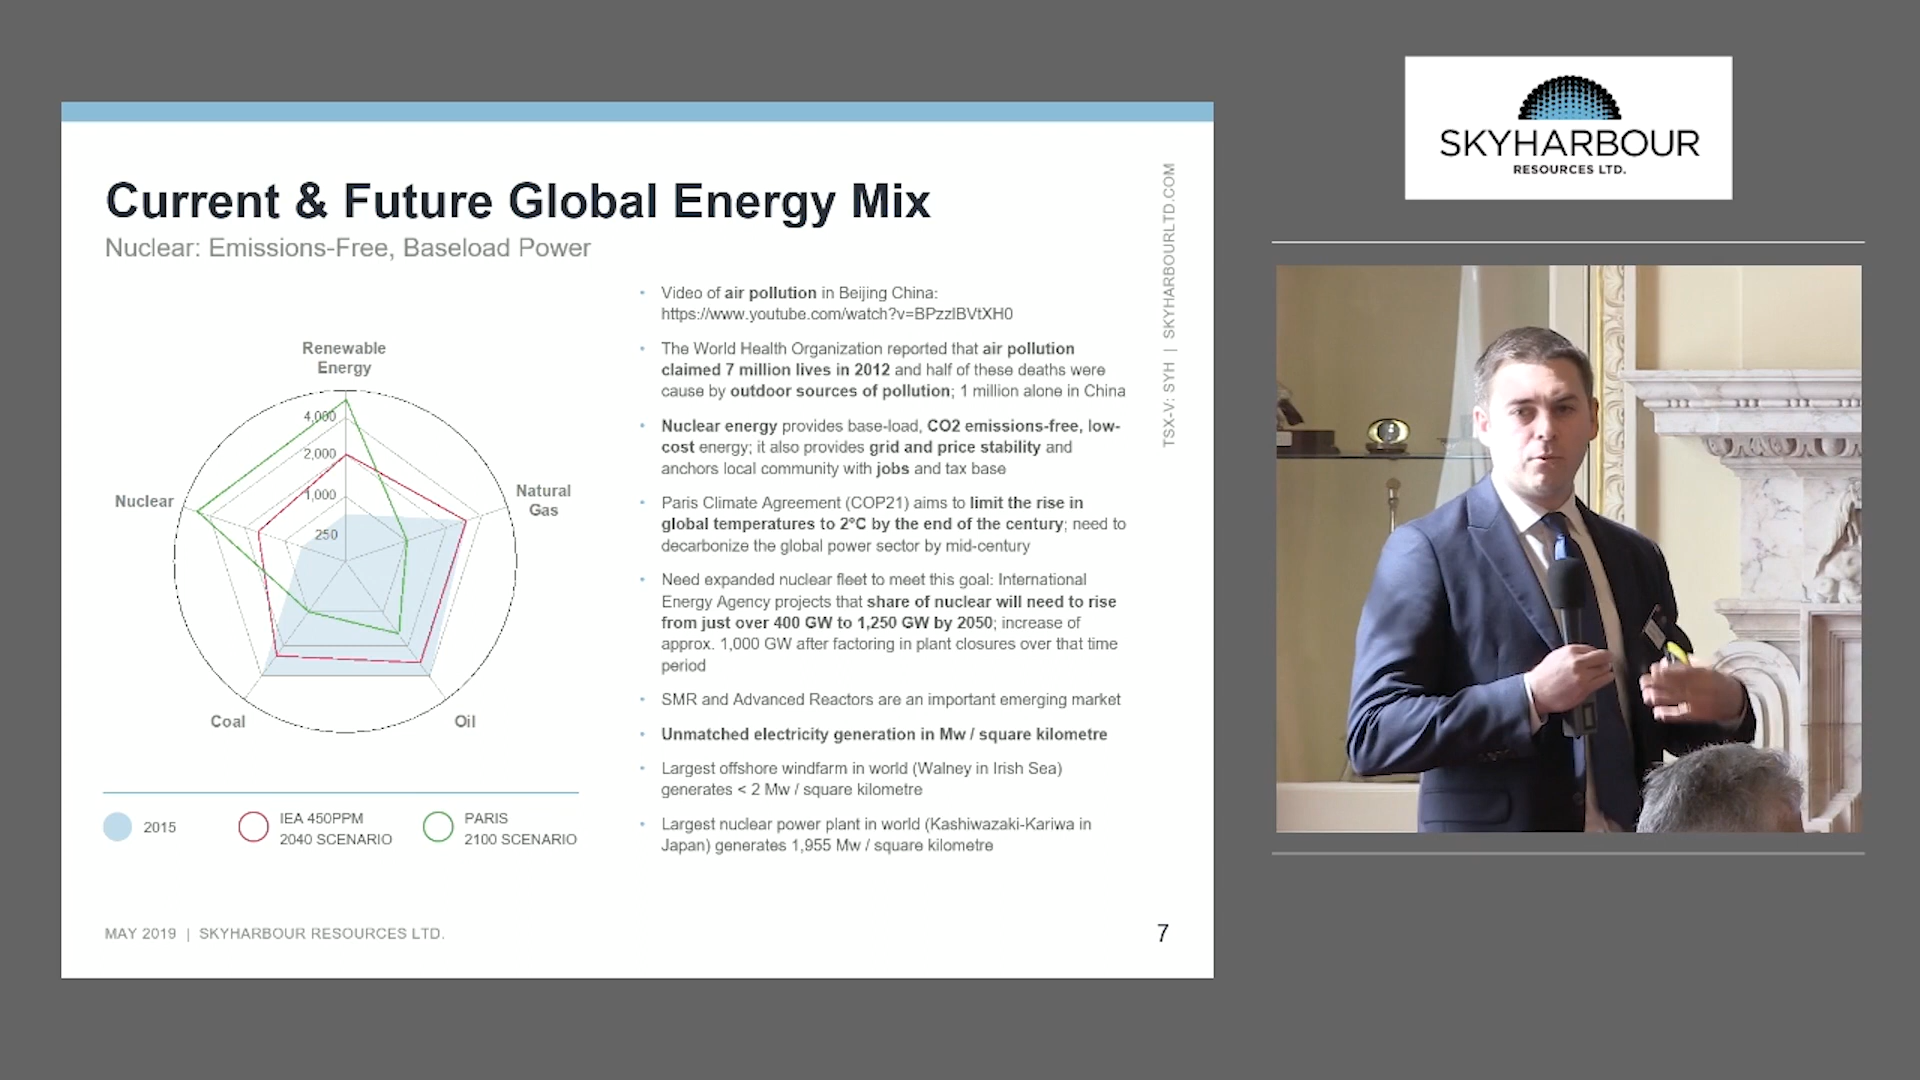 Current & Future Global Energy Mix
Nuclear: Emissions-Free, Baseload Power
TSX-V: SYH | SKYHARBOURLTD.COM
Renewable
Energy
4,000
2,000
1,000
250
Nuclear
Natural
Gas
Coal
Oil
2015
IEA 450PPM
2040 SCENARIO
PARIS
2100 SCENARIO
• Video of air pollution in Beijing China:
https://www.youtube.com/watch?v=BPzzlBVtXH0
• The World Health Organization reported that air pollution
claimed 7 million lives in 2012 and half of these deaths were
cause by outdoor sources of pollution; 1 million alone in China
• Nuclear energy provides base-load, CO2 emissions-free, low-
cost energy; it also provides grid and price stability and
anchors local community with jobs and tax base
• Paris Climate Agreement (COP21) aims to limit the rise in
global temperatures to 2°C by the end of the century; need to
decarbonize the global power sector by mid-century
• Need expanded nuclear fleet to meet this goal: International
Energy Agency projects that share of nuclear will need to rise
from just over 400 GW to 1,250 GW by 2050; increase of
approx. 1,000 GW after factoring in plant closures over that time
period
• SMR and Advanced Reactors are an important emerging market
• Unmatched electricity generation in Mw / square kilometre
• Largest offshore windfarm in world (Walney in Irish Sea)
generates < 2 Mw / square kilometre
• Largest nuclear power plant in world (Kashiwazaki-Kariwa in
Japan) generates 1,955 Mw / square kilometre
MAY 2019 | SKYHARBOUR RESOURCES LTD.
7
SKYHARBOUR
RESOURCES LTD.